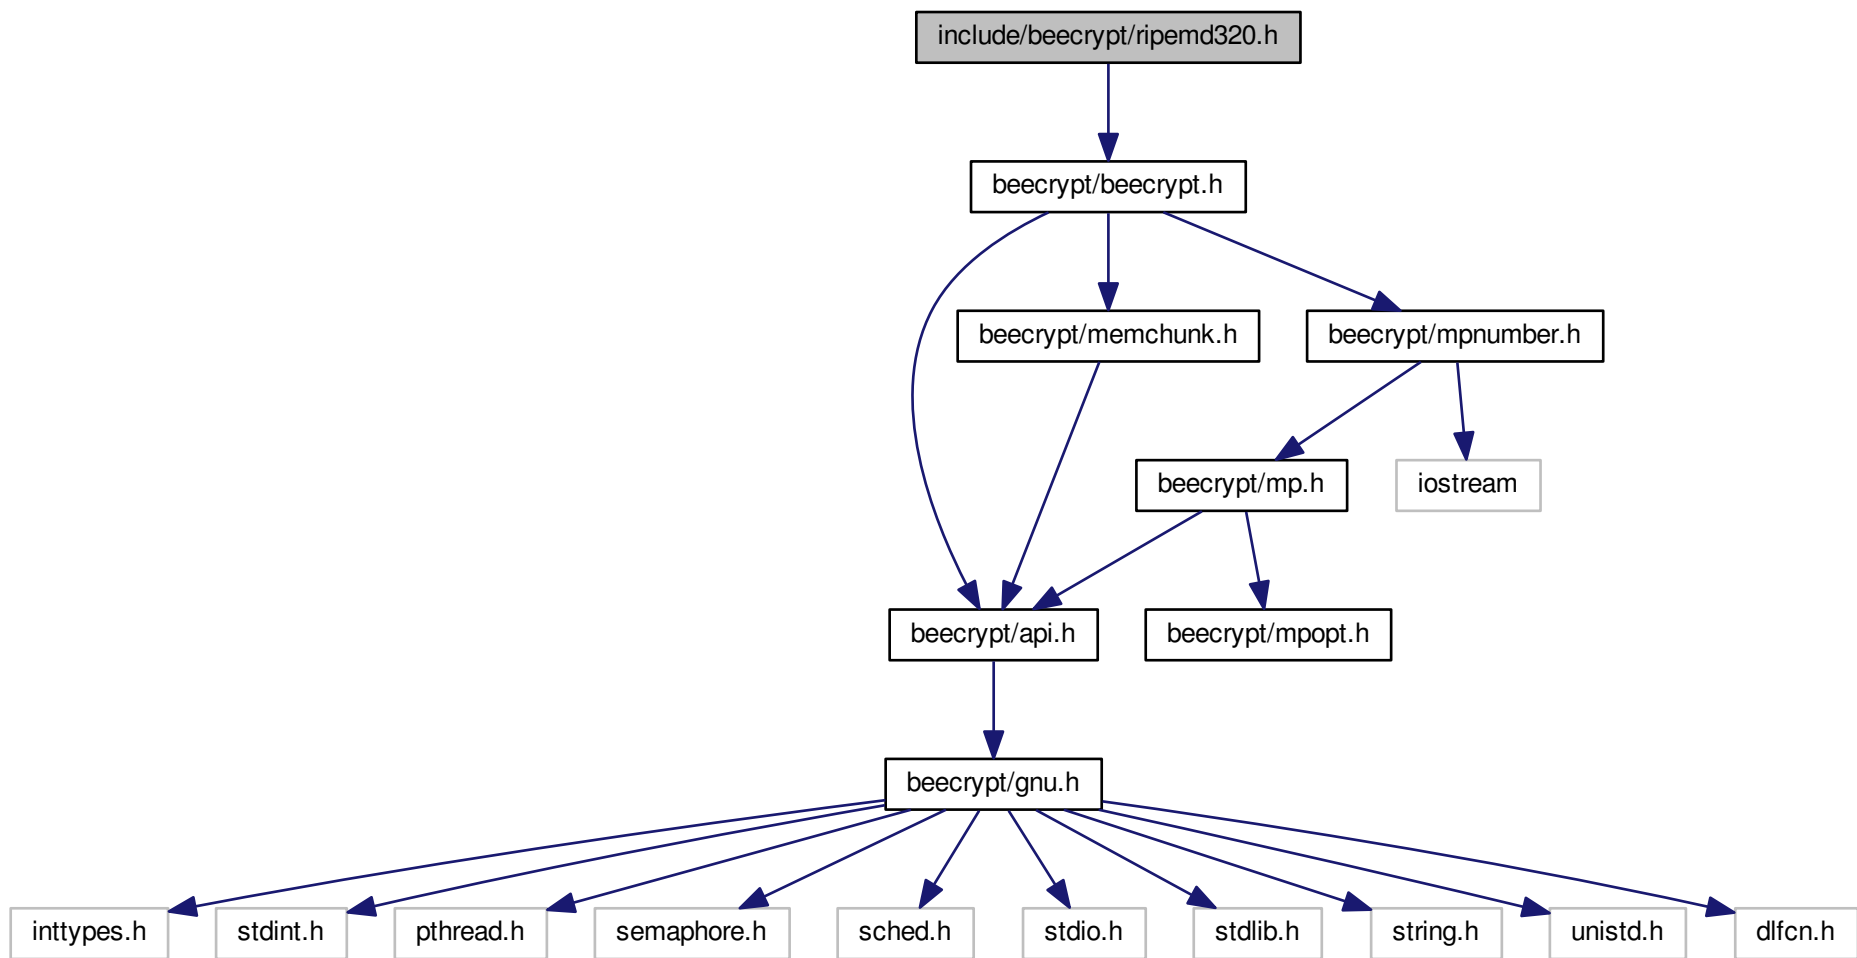 include/beecrypt/ripemd320.h
beecrypt/beecrypt.h
beecrypt/memchunk.h
beecrypt/mpnumber.h
beecrypt/mp.h
iostream
beecrypt/api.h
beecrypt/mpopt.h
beecrypt/gnu.h
inttypes.h
stdint.h
pthread.h
semaphore.h
sched.h
stdio.h
stdlib.h
string.h
unistd.h
dlfcn.h